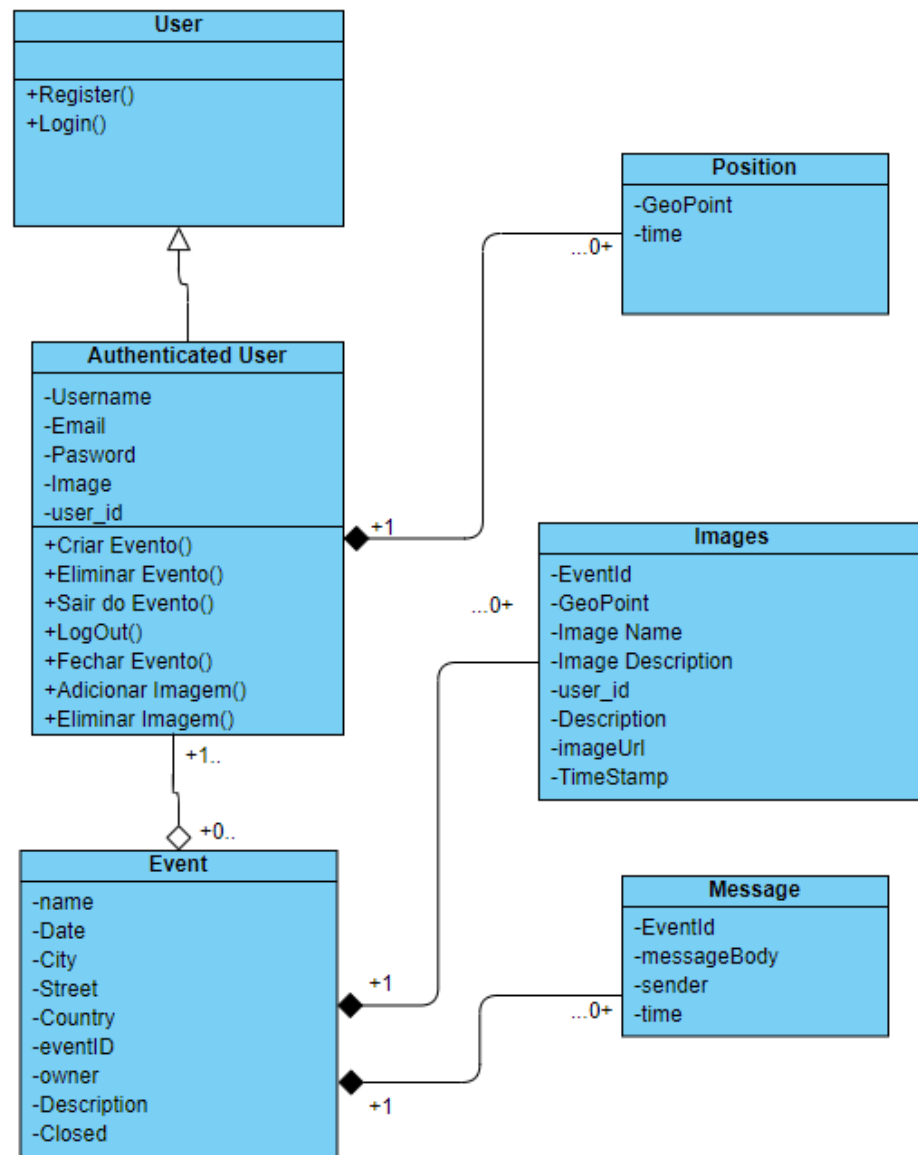 User
+Register()
+Login()
Position
-GeoPoint
-time
...0+
Authenticated User
-Username
-Email
-Pasword
-Image
-user_id
+Criar Evento()
+Eliminar Evento()
+Sair do Evento()
+LogOut()
+Fechar Evento()
+Adicionar Imagem()
+Eliminar Imagem()
+1
+1..
+0..
Images
-EventId
-GeoPoint
-Image Name
-Image Description
-user_id
-Description
-imageUrl
-TimeStamp
...0+
Event
-name
-Date
-City
-Street
-Country
-eventID
-owner
-Description
-Closed
+1
+1
Message
-EventId
-messageBody
-sender
-time
...0+